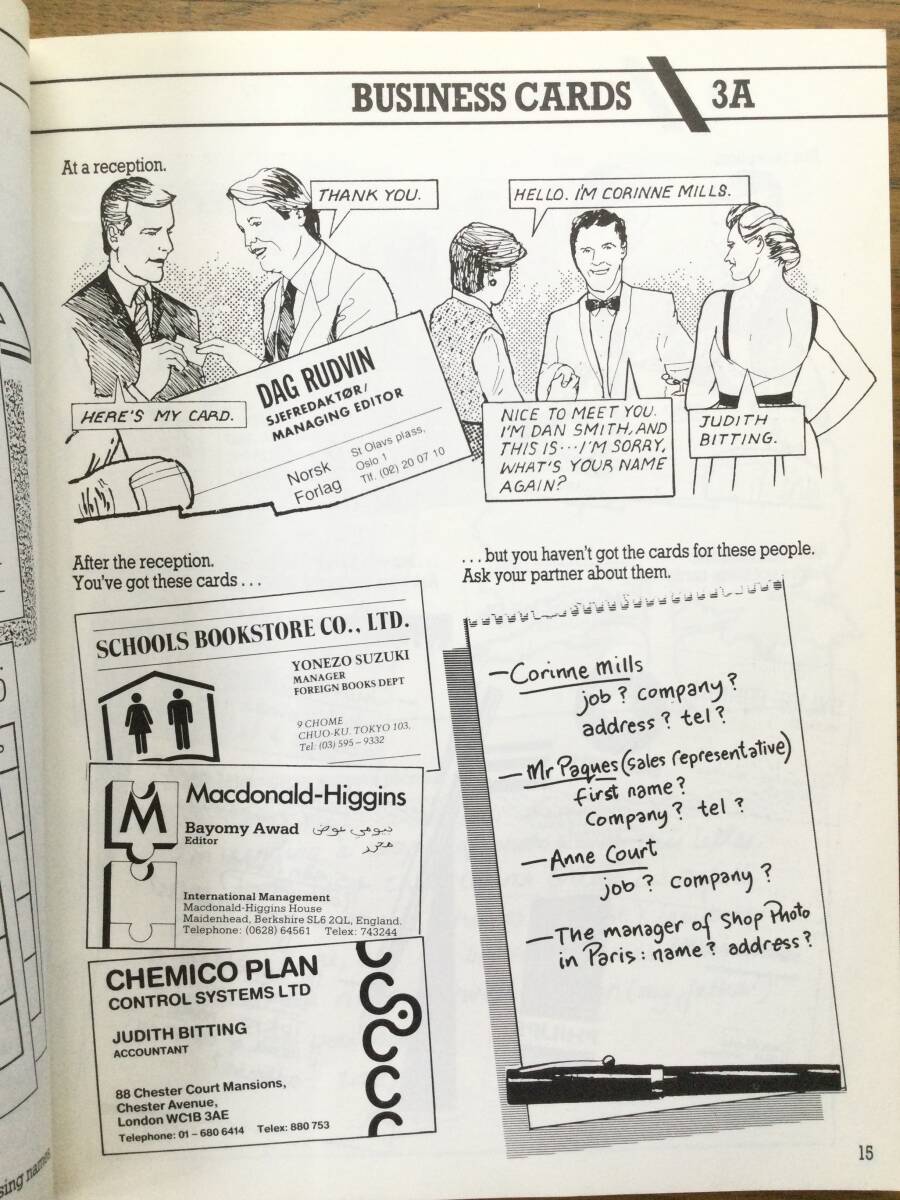 BUSINESS CARDS 3A
At a reception.
THANK YOU.
HELLO. I'M CORINNE MILLS.
HERE'S MY CARD.
DAG RUDVIN
SJEFREDAKTØR/
MANAGING EDITOR
Norsk
Forlag
St Olavs plass,
Oslo 1
Tlf. (02) 20 07 10
NICE TO MEET YOU.
I'M DAN SMITH, AND
THIS IS... I'M SORRY,
WHAT'S YOUR NAME
AGAIN?
JUDITH
BITTING.
After the reception.
You've got these cards . . .
SCHOOLS BOOKSTORE CO., LTD.
YONEZO SUZUKI
MANAGER
FOREIGN BOOKS DEPT
9 CHOME
CHUO-KU. TOKYO 103.
Tel: (03) 595 – 9332
M
Macdonald-Higgins
Bayomy Awad بيومي عوض
Editor
International Management
Macdonald-Higgins House
Maidenhead, Berkshire SL6 2QL, England.
Telephone: (0628) 64561 Telex: 743244
CHEMICO PLAN
CONTROL SYSTEMS LTD
JUDITH BITTING
ACCOUNTANT
88 Chester Court Mansions,
Chester Avenue,
London WC1B 3AE
Telephone: 01 – 680 6414 Telex: 880 753
. . . but you haven't got the cards for these people.
Ask your partner about them.
– Corinne Mills
job? company?
address? tel?
– Mr Paques (sales representative)
first name?
Company? tel?
– Anne Court
job? company?
– The manager of Shop Photo
in Paris: name? address?
15